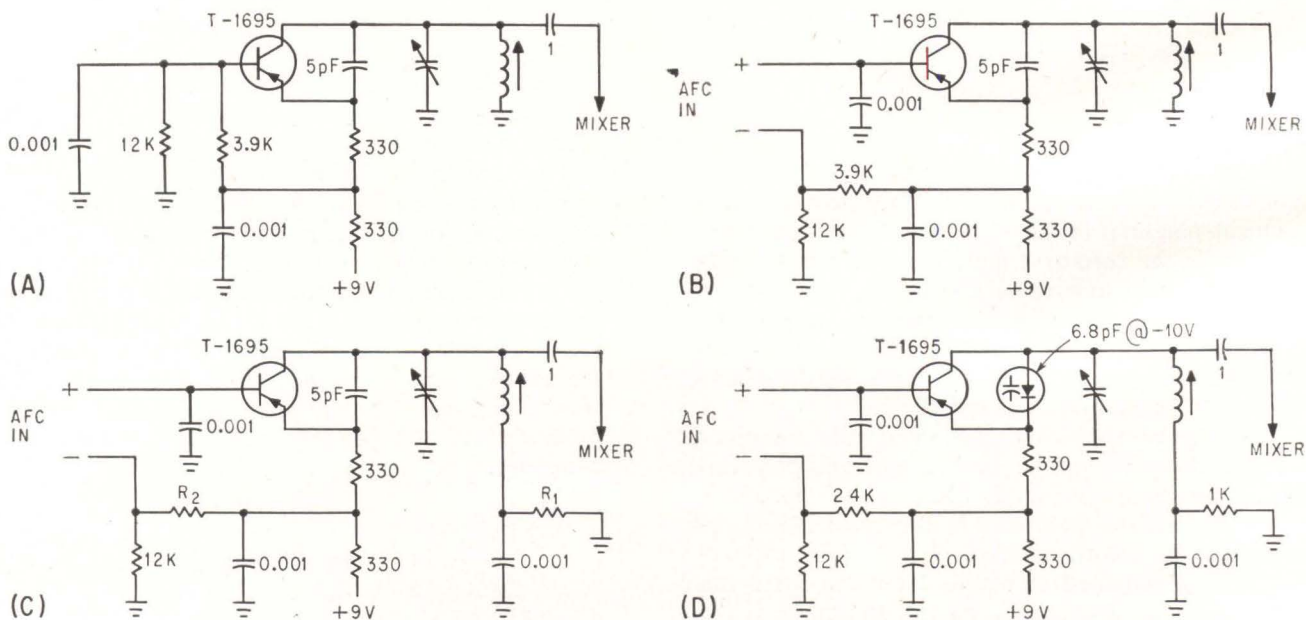 T-1695
5pF
1
0.001
12K
3.9K
330
MIXER
0.001
330
+9V
(A)
T-1695
+
AFC
IN
5pF
1
0.001
–
330
MIXER
3.9K
12K
0.001
330
+9V
(B)
T-1695
+
AFC
IN
5pF
1
0.001
–
330
MIXER
R2
R1
12K
0.001
330
0.001
+9V
(C)
6.8pF @ -10V
T-1695
+
AFC
IN
1
0.001
–
330
MIXER
2 4K
1K
12K
0.001
330
0.001
+9V
(D)